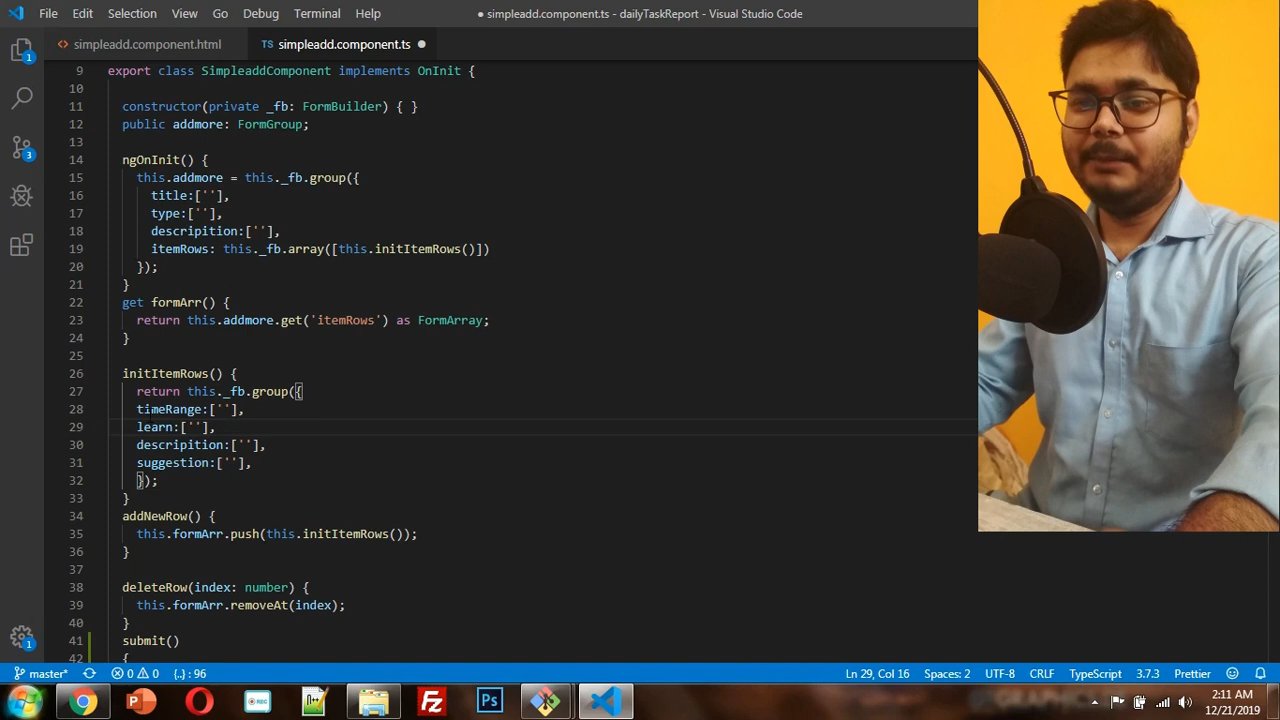 File Edit Selection View Go Debug Terminal Help
● simpleadd.component.ts - dailyTaskReport - Visual Studio Code
<> simpleadd.component.html
TS simpleadd.component.ts ●
9 export class SimpleaddComponent implements OnInit {
10
11 constructor(private _fb: FormBuilder) { }
12 public addmore: FormGroup;
13
14 ngOnInit() {
15 this.addmore = this._fb.group({
16 title:[''],
17 type:[''],
18 descripition:[''],
19 itemRows: this._fb.array([this.initItemRows()])
20 });
21 }
22 get formArr() {
23 return this.addmore.get('itemRows') as FormArray;
24 }
25
26 initItemRows() {
27 return this._fb.group({
28 timeRange:[''],
29 learn:[''],
30 descripition:[''],
31 suggestion:[''],
32 });
33 }
34 addNewRow() {
35 this.formArr.push(this.initItemRows());
36 }
37
38 deleteRow(index: number) {
39 this.formArr.removeAt(index);
40 }
41 submit()
42 {
1
3
1
master* 0 0 {..} : 96 Ln 29, Col 16 Spaces: 2 UTF-8 CRLF TypeScript 3.7.3 Prettier
REC
Ps
2:11 AM
12/21/2019